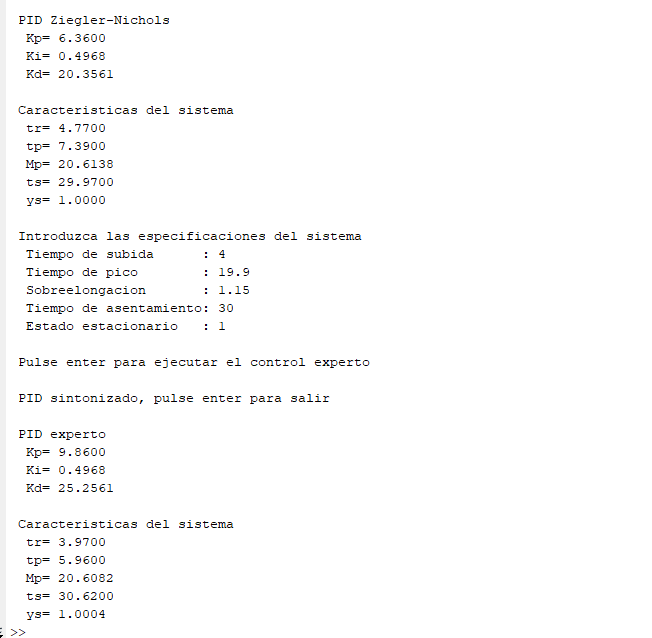 PID Ziegler-Nichols
Kp= 6.3600
Ki= 0.4968
Kd= 20.3561
Caracteristicas del sistema
tr= 4.7700
tp= 7.3900
Mp= 20.6138
ts= 29.9700
ys= 1.0000
Introduzca las especificaciones del sistema
Tiempo de subida : 4
Tiempo de pico : 19.9
Sobreelongacion : 1.15
Tiempo de asentamiento: 30
Estado estacionario : 1
Pulse enter para ejecutar el control experto
PID sintonizado, pulse enter para salir
PID experto
Kp= 9.8600
Ki= 0.4968
Kd= 25.2561
Caracteristicas del sistema
tr= 3.9700
tp= 5.9600
Mp= 20.6082
ts= 30.6200
ys= 1.0004
>>